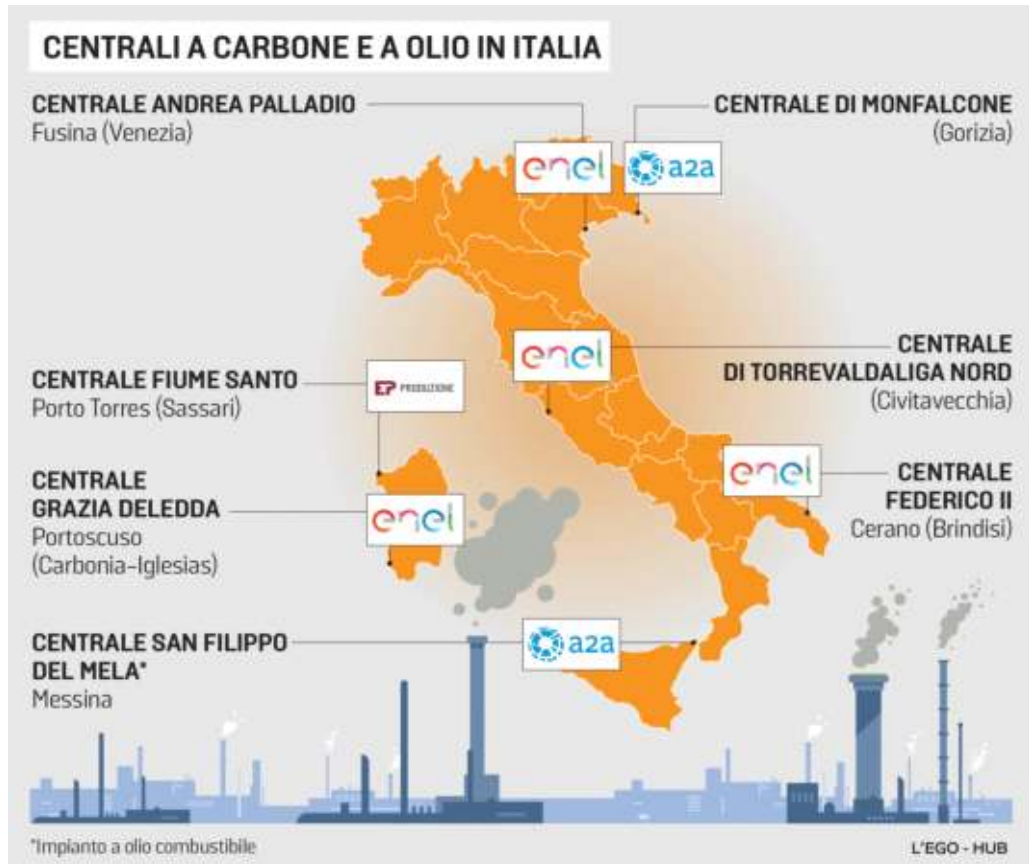 CENTRALI A CARBONE E A OLIO IN ITALIA
CENTRALE ANDREA PALLADIO
Fusina (Venezia)
CENTRALE DI MONFALCONE
(Gorizia)
enel
a2a
enel
CENTRALE
DI TORREVALDALIGA NORD
(Civitavecchia)
CENTRALE FIUME SANTO
Porto Torres (Sassari)
EP PRODUZIONE
enel
CENTRALE
FEDERICO II
Cerano (Brindisi)
CENTRALE
GRAZIA DELEDDA
Portoscuso
(Carbonia-Iglesias)
enel
CENTRALE SAN FILIPPO
DEL MELA*
Messina
a2a
*Impianto a olio combustibile
L'EGO - HUB